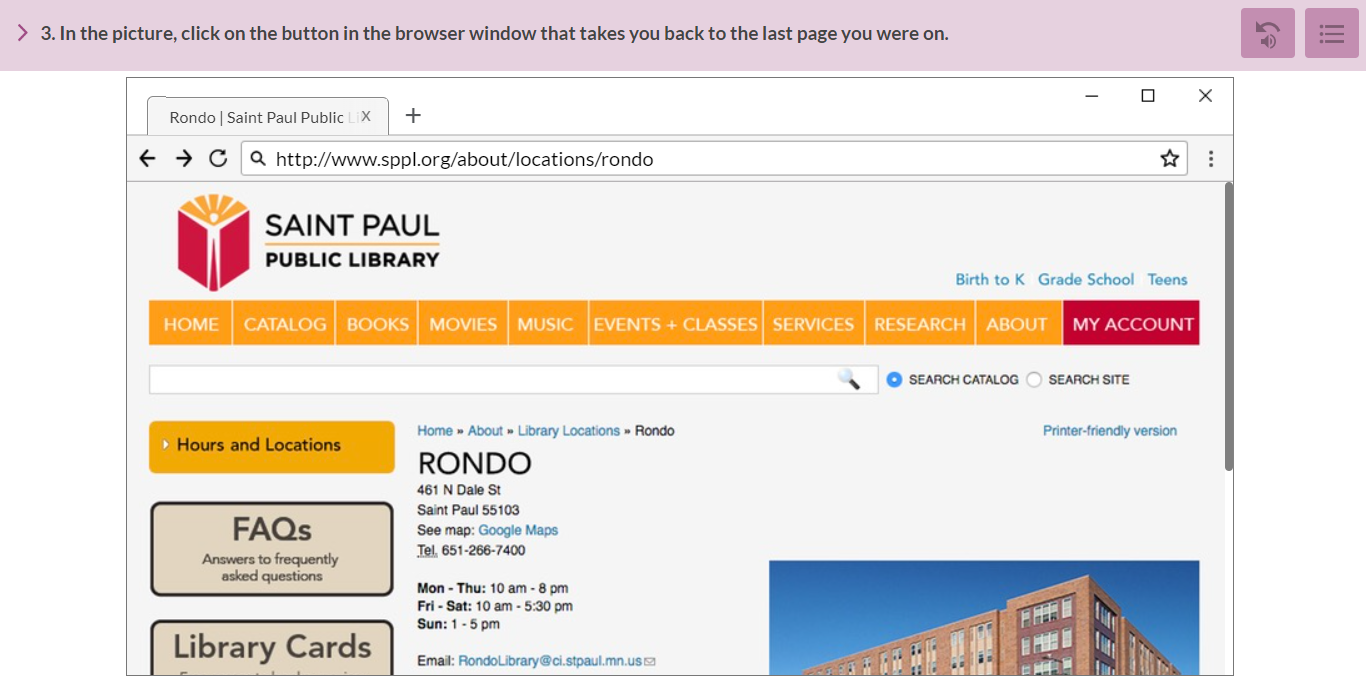 3. In the picture, click on the button in the browser window that takes you back to the last page you were on.
Rondo | Saint Paul Public Li X
http://www.sppl.org/about/locations/rondo
SAINT PAUL
PUBLIC LIBRARY
Birth to K Grade School Teens
HOME CATALOG BOOKS MOVIES MUSIC EVENTS + CLASSES SERVICES RESEARCH ABOUT MY ACCOUNT
SEARCH CATALOG SEARCH SITE
Hours and Locations
Home » About » Library Locations » Rondo
Printer-friendly version
RONDO
461 N Dale St
Saint Paul 55103
See map: Google Maps
Tel. 651-266-7400
FAQs
Answers to frequently
asked questions
Mon - Thu: 10 am - 8 pm
Fri - Sat: 10 am - 5:30 pm
Sun: 1 - 5 pm
Library Cards
Email: RondoLibrary@ci.stpaul.mn.us